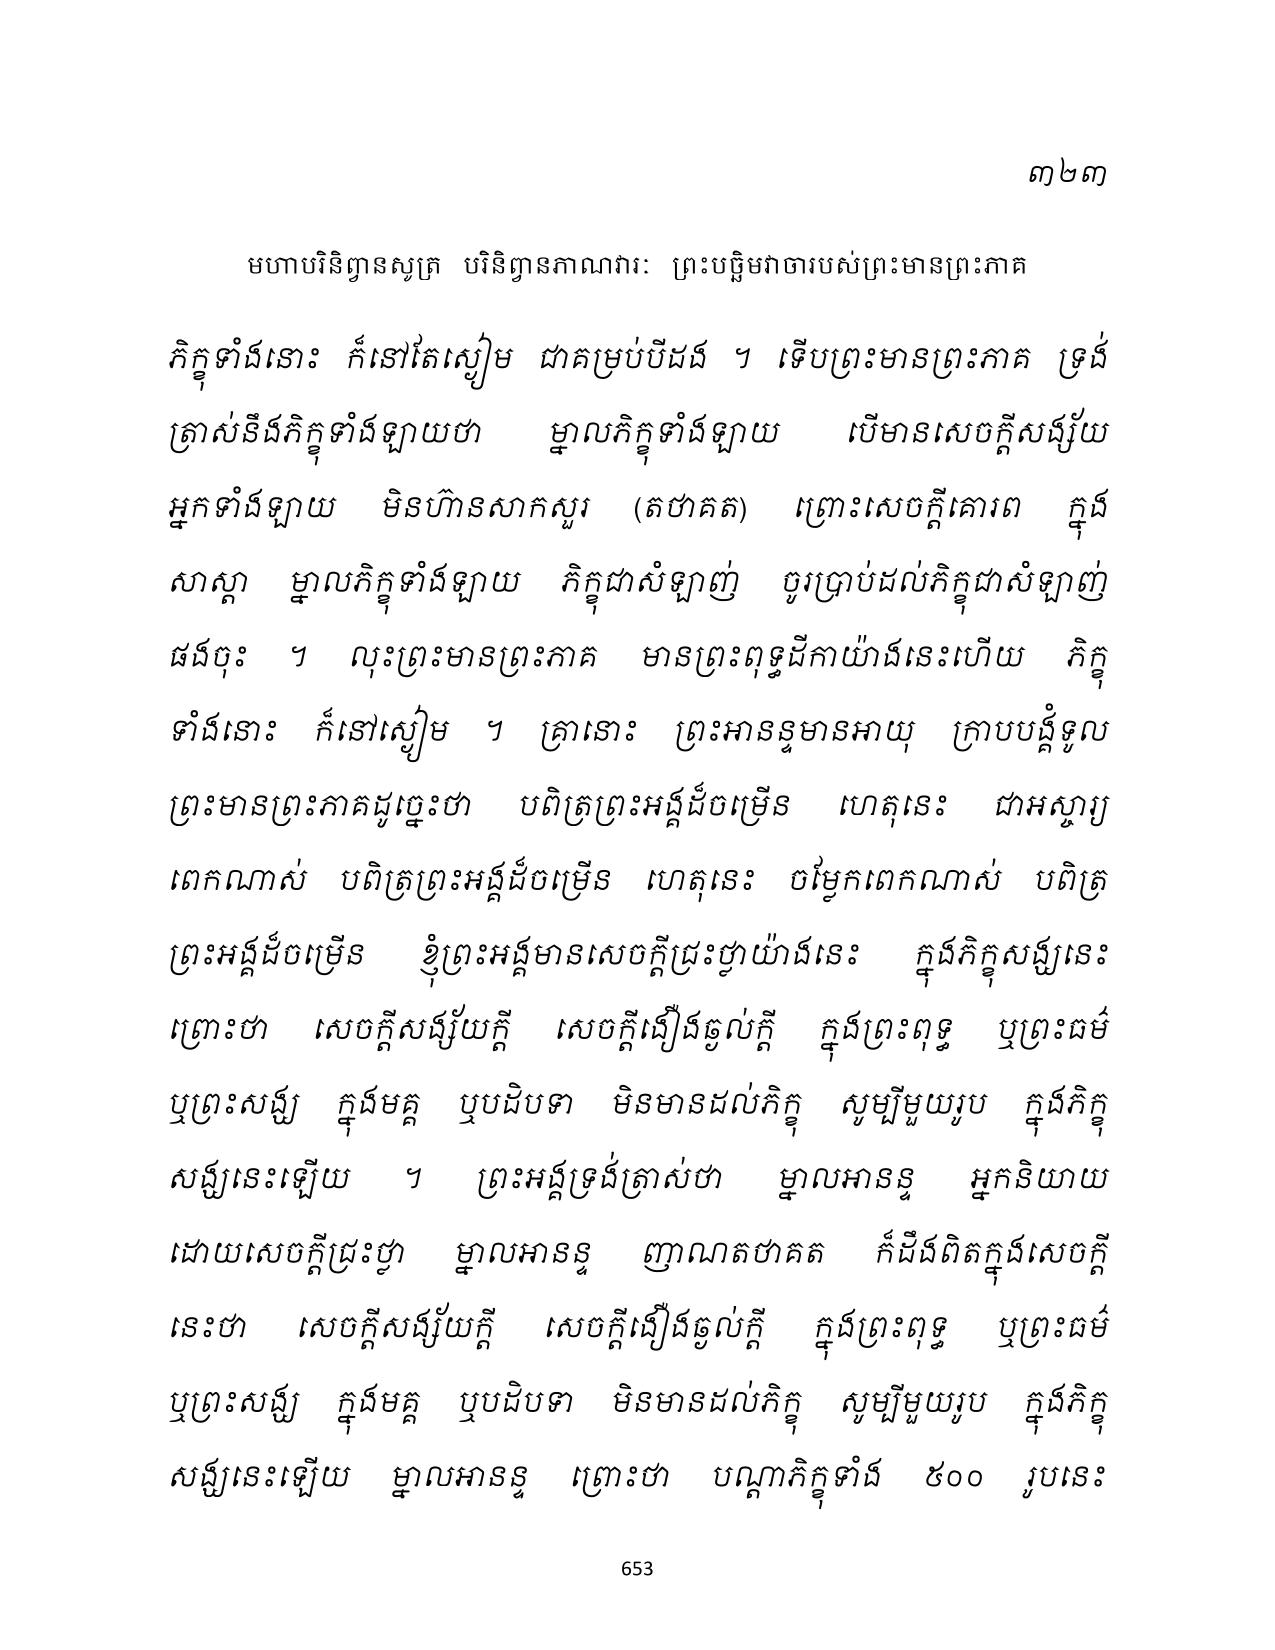 ៣២៣
មហាបរិនិព្វានសូត្រ បរិនិព្វានភាណវារៈ ព្រះបច្ឆិមវាចារបស់ព្រះមានព្រះភាគ
ភិក្ខុទាំងនោះ ក៏នៅតែស្ងៀម ជាគម្រប់បីដង ។ ទើបព្រះមានព្រះភាគ ទ្រង់
ត្រាស់នឹងភិក្ខុទាំងឡាយថា ម្នាលភិក្ខុទាំងឡាយ បើមានសេចក្តីសង្ស័យ
អ្នកទាំងឡាយ មិនហ៊ានសាកសួរ (តថាគត) ព្រោះសេចក្តីគោរព ក្នុង
សាស្តា ម្នាលភិក្ខុទាំងឡាយ ភិក្ខុជាសំឡាញ់ ចូរប្រាប់ដល់ភិក្ខុជាសំឡាញ់
ផងចុះ ។ លុះព្រះមានព្រះភាគ មានព្រះពុទ្ធដីកាយ៉ាងនេះហើយ ភិក្ខុ
ទាំងនោះ ក៏នៅស្ងៀម ។ គ្រានោះ ព្រះអានន្ទមានអាយុ ក្រាបបង្គំទូល
ព្រះមានព្រះភាគដូច្នេះថា បពិត្រព្រះអង្គដ៏ចម្រើន ហេតុនេះ ជាអស្ចារ្យ
ពេកណាស់ បពិត្រព្រះអង្គដ៏ចម្រើន ហេតុនេះ ចម្លែកពេកណាស់ បពិត្រ
ព្រះអង្គដ៏ចម្រើន ខ្ញុំព្រះអង្គមានសេចក្តីជ្រះថ្លាយ៉ាងនេះ ក្នុងភិក្ខុសង្ឃនេះ
ព្រោះថា សេចក្តីសង្ស័យក្តី សេចក្តីងឿងឆ្ងល់ក្តី ក្នុងព្រះពុទ្ធ ឬព្រះធម៌
ឬព្រះសង្ឃ ក្នុងមគ្គ ឬបដិបទា មិនមានដល់ភិក្ខុ សូម្បីមួយរូប ក្នុងភិក្ខុ
សង្ឃនេះឡើយ ។ ព្រះអង្គទ្រង់ត្រាស់ថា ម្នាលអានន្ទ អ្នកនិយាយ
ដោយសេចក្តីជ្រះថ្លា ម្នាលអានន្ទ ញាណតថាគត ក៏ដឹងពិតក្នុងសេចក្តី
នេះថា សេចក្តីសង្ស័យក្តី សេចក្តីងឿងឆ្ងល់ក្តី ក្នុងព្រះពុទ្ធ ឬព្រះធម៌
ឬព្រះសង្ឃ ក្នុងមគ្គ ឬបដិបទា មិនមានដល់ភិក្ខុ សូម្បីមួយរូប ក្នុងភិក្ខុ
សង្ឃនេះឡើយ ម្នាលអានន្ទ ព្រោះថា បណ្តាភិក្ខុទាំង ៥០០ រូបនេះ
653